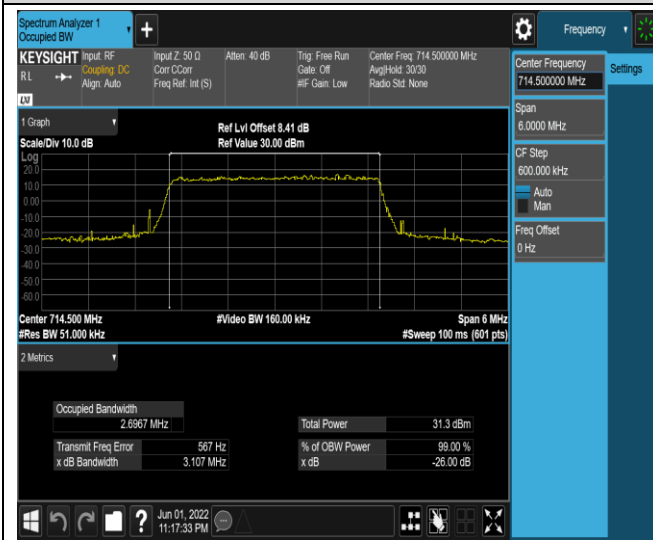 Spectrum Analyzer 1
Occupied BW
Frequency
KEYSIGHT
Input: RF
Coupling: DC
Align: Auto
Input Z: 50 Ω
Corr CCorr
Freq Ref: Int (S)
Atten: 40 dB
Trig: Free Run
Gate: Off
#IF Gain: Low
Center Freq: 714.500000 MHz
Avg|Hold: 30/30
Radio Std: None
RL
LXI
Center Frequency
714.500000 MHz
Settings
Span
6.0000 MHz
CF Step
600.000 kHz
Auto
Man
Freq Offset
0 Hz
1 Graph
Scale/Div 10.0 dB
Ref Lvl Offset 8.41 dB
Ref Value 30.00 dBm
Log
20.0
10.0
0.00
-10.0
-20.0
-30.0
-40.0
-50.0
-60.0
Center 714.500 MHz
#Video BW 160.00 kHz
Span 6 MHz
#Res BW 51.000 kHz
#Sweep 100 ms (601 pts)
2 Metrics
Occupied Bandwidth
2.6967 MHz
Total Power 31.3 dBm
Transmit Freq Error 567 Hz
% of OBW Power 99.00 %
x dB Bandwidth 3.107 MHz
x dB -26.00 dB
?
Jun 01, 2022
11:17:33 PM